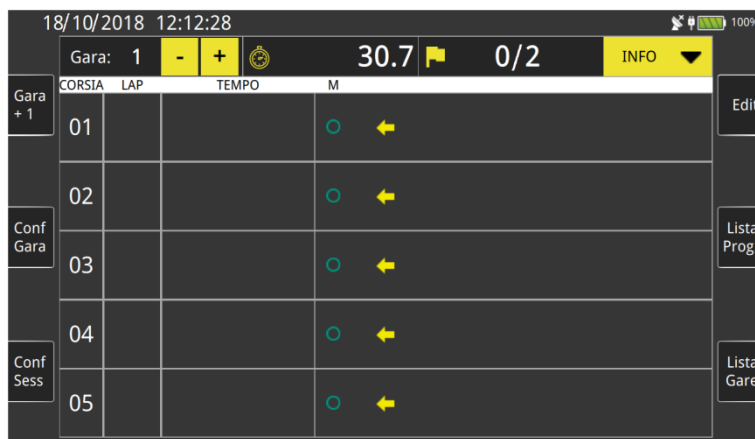 18/10/2018 12:12:28 100%
Gara: 1 - + 30.7 0/2 INFO
CORSIA LAP TEMPO M
Gara
+ 1
Conf
Gara
Conf
Sess
01
02
03
04
05
Edit
Lista
Prog
Lista
Gare